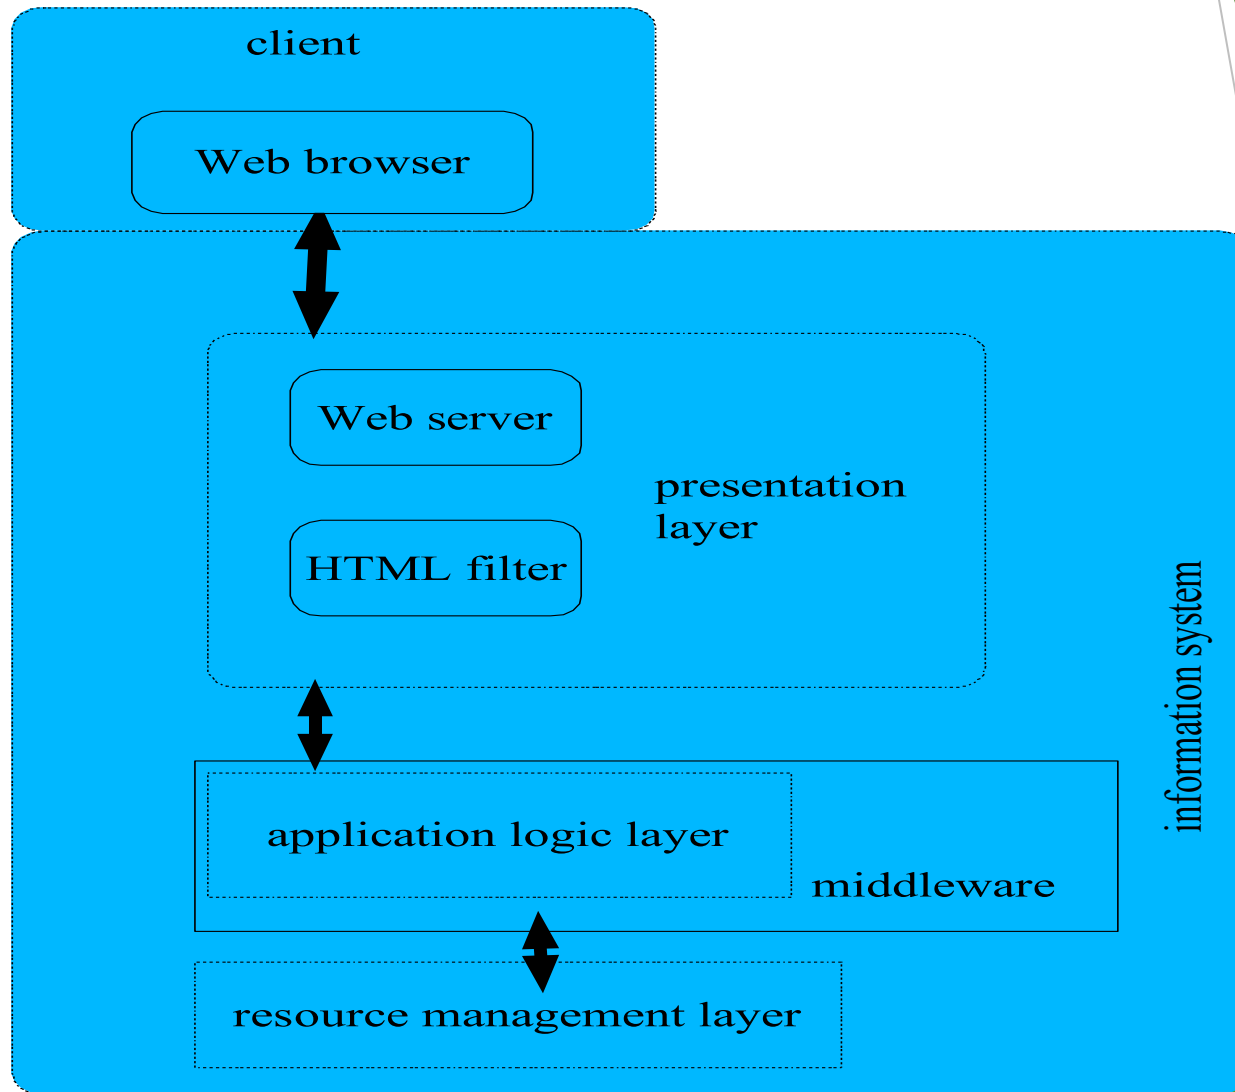 client
Web browser
Web server
presentation
layer
HTML filter
information system
application logic layer
middleware
resource management layer